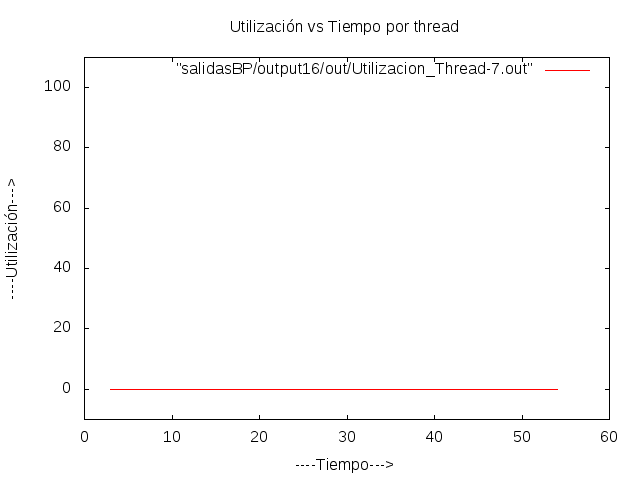 Utilización vs Tiempo por thread
"salidasBP/output16/out/Utilizacion_Thread-7.out"
100
80
60
40
20
0
----Utilización--->
0 10 20 30 40 50 60
----Tiempo--->